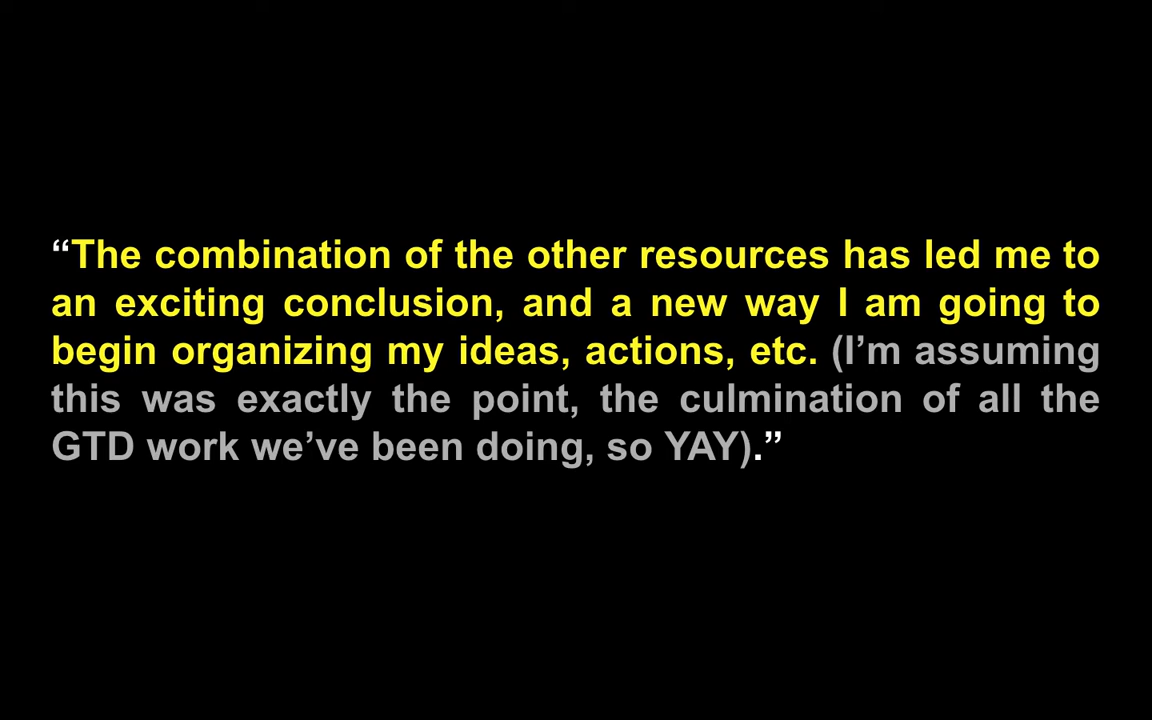 “The combination of the other resources has led me to
an exciting conclusion, and a new way I am going to
begin organizing my ideas, actions, etc. (I’m assuming
this was exactly the point, the culmination of all the
GTD work we’ve been doing, so YAY).”